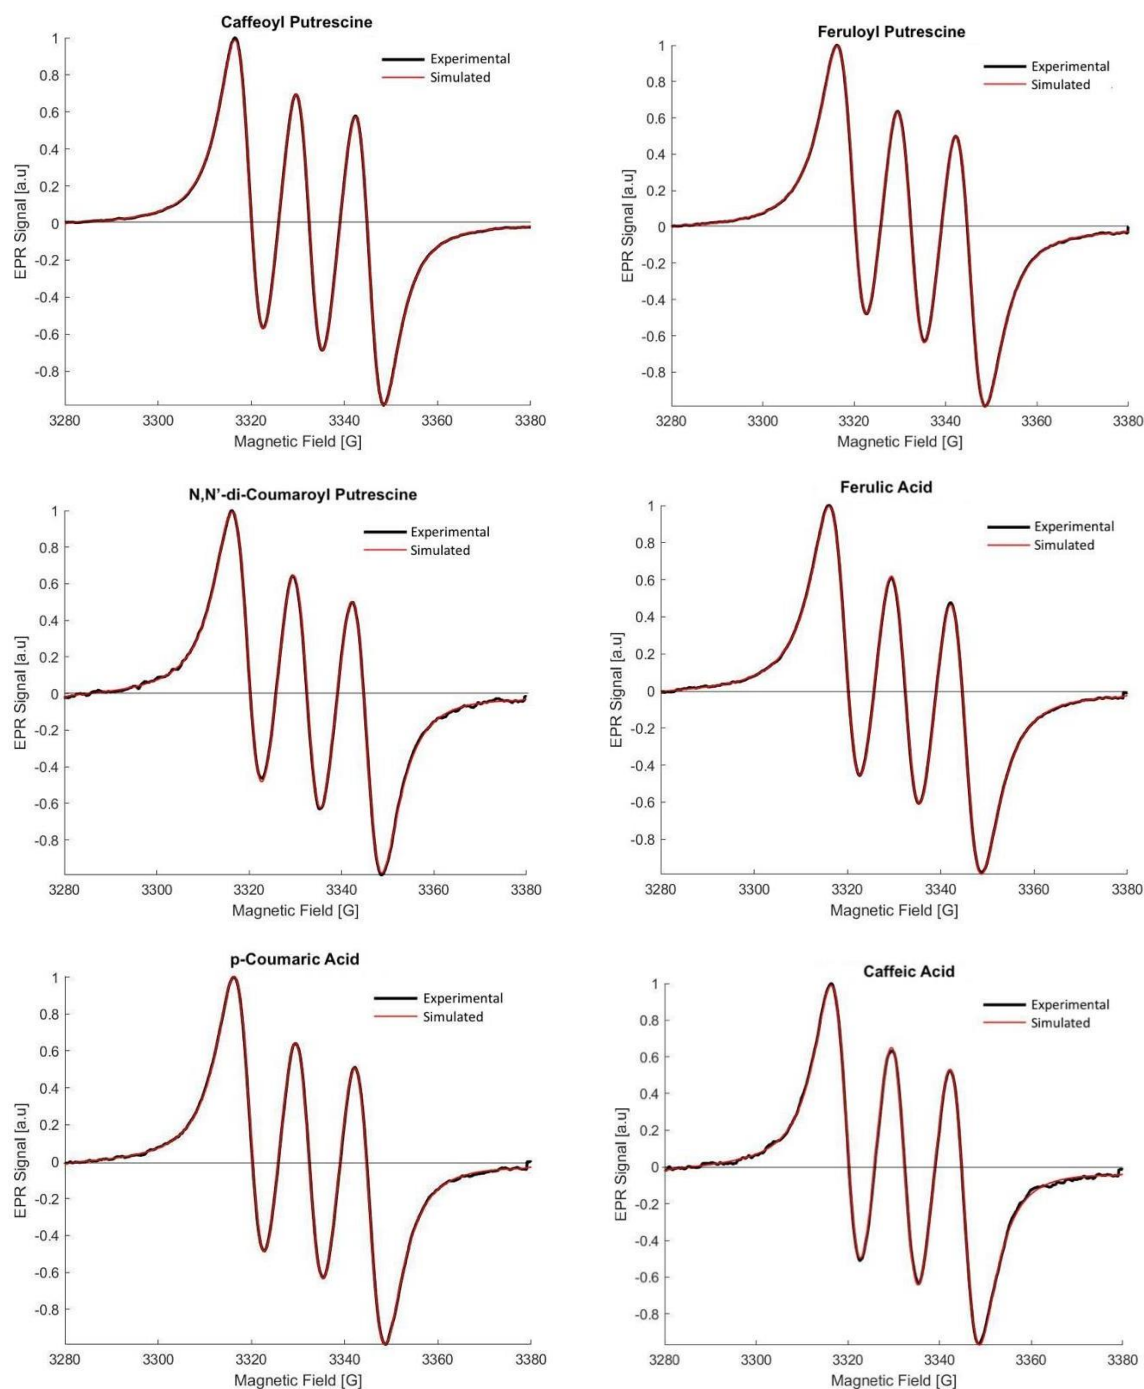 Caffeoyl Putrescine
1
0.8
0.6
0.4
0.2
0
-0.2
-0.4
-0.6
-0.8
EPR Signal [a.u]
Experimental
Simulated
3280 3300 3320 3340 3360 3380
Magnetic Field [G]
Feruloyl Putrescine
1
0.8
0.6
0.4
0.2
0
-0.2
-0.4
-0.6
-0.8
EPR Signal [a.u]
Experimental
Simulated
3280 3300 3320 3340 3360 3380
Magnetic Field [G]
N,N’-di-Coumaroyl Putrescine
1
0.8
0.6
0.4
0.2
0
-0.2
-0.4
-0.6
-0.8
EPR Signal [a.u]
Experimental
Simulated
3280 3300 3320 3340 3360 3380
Magnetic Field [G]
Ferulic Acid
1
0.8
0.6
0.4
0.2
0
-0.2
-0.4
-0.6
-0.8
EPR Signal [a.u]
Experimental
Simulated
3280 3300 3320 3340 3360 3380
Magnetic Field [G]
p-Coumaric Acid
1
0.8
0.6
0.4
0.2
0
-0.2
-0.4
-0.6
-0.8
EPR Signal [a.u]
Experimental
Simulated
3280 3300 3320 3340 3360 3380
Magnetic Field [G]
Caffeic Acid
1
0.8
0.6
0.4
0.2
0
-0.2
-0.4
-0.6
-0.8
EPR Signal [a.u]
Experimental
Simulated
3280 3300 3320 3340 3360 3380
Magnetic Field [G]